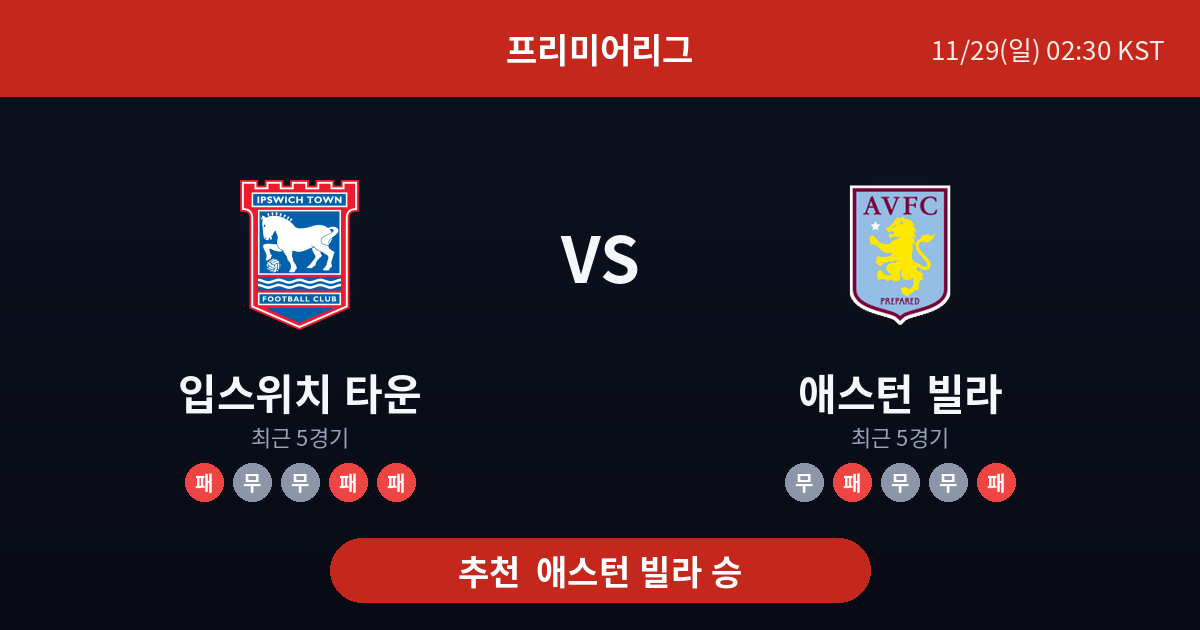 프리미어리그
11/29(일) 02:30 KST
IPSWICH TOWN
FOOTBALL CLUB
VS
AVFC
PREPARED
입스위치 타운
애스턴 빌라
최근 5경기
최근 5경기
패 무 무 패 패
무 패 무 무 패
추천 애스턴 빌라 승